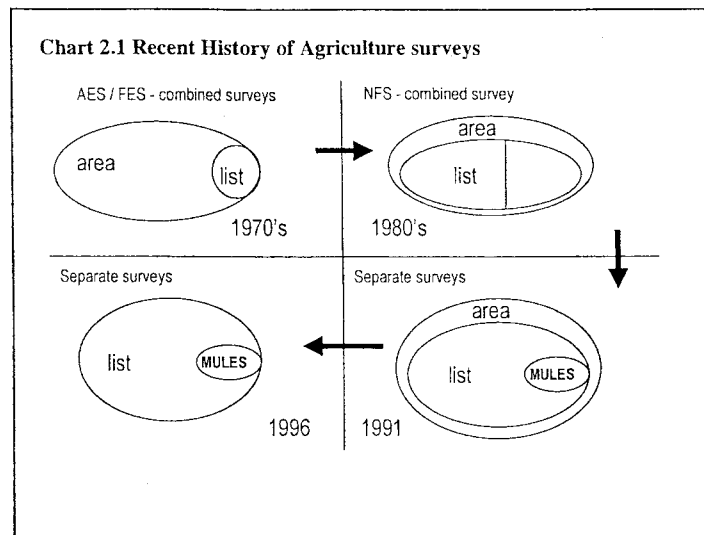 Chart 2.1 Recent History of Agriculture surveys
AES / FES - combined surveys
area
list
1970's
NFS - combined survey
area
list
1980's
Separate surveys
list
MULES
1996
Separate surveys
area
list
MULES
1991